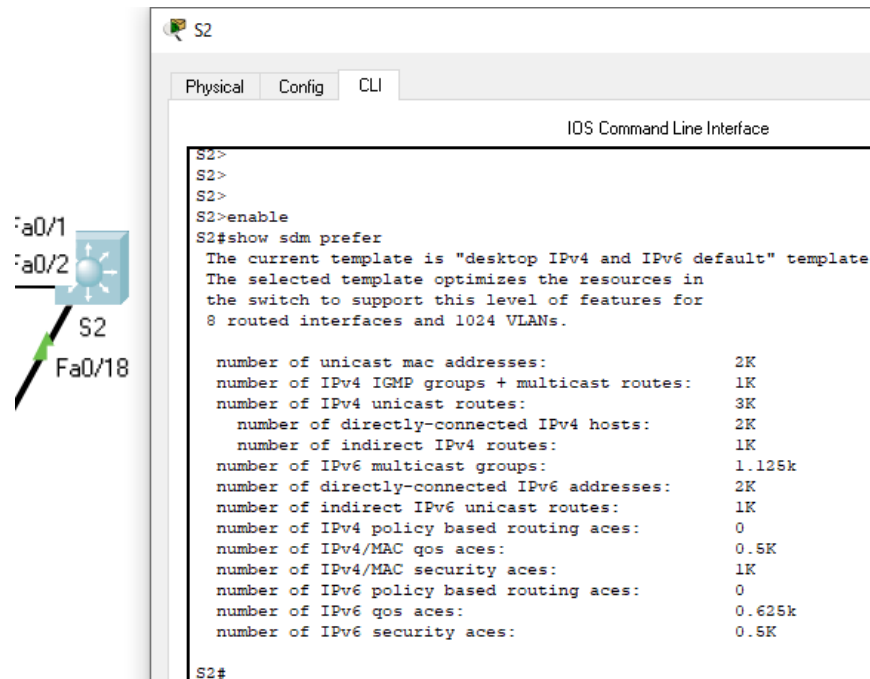 S2
Physical Config CLI
IOS Command Line Interface
S2>
S2>
S2>
S2>enable
S2#show sdm prefer
The current template is "desktop IPv4 and IPv6 default" template
The selected template optimizes the resources in
the switch to support this level of features for
8 routed interfaces and 1024 VLANs.
number of unicast mac addresses: 2K
number of IPv4 IGMP groups + multicast routes: 1K
number of IPv4 unicast routes: 3K
number of directly-connected IPv4 hosts: 2K
number of indirect IPv4 routes: 1K
number of IPv6 multicast groups: 1.125k
number of directly-connected IPv6 addresses: 2K
number of indirect IPv6 unicast routes: 1K
number of IPv4 policy based routing aces: 0
number of IPv4/MAC qos aces: 0.5K
number of IPv4/MAC security aces: 1K
number of IPv6 policy based routing aces: 0
number of IPv6 qos aces: 0.625k
number of IPv6 security aces: 0.5K
S2#
Fa0/1
Fa0/2
S2
Fa0/18